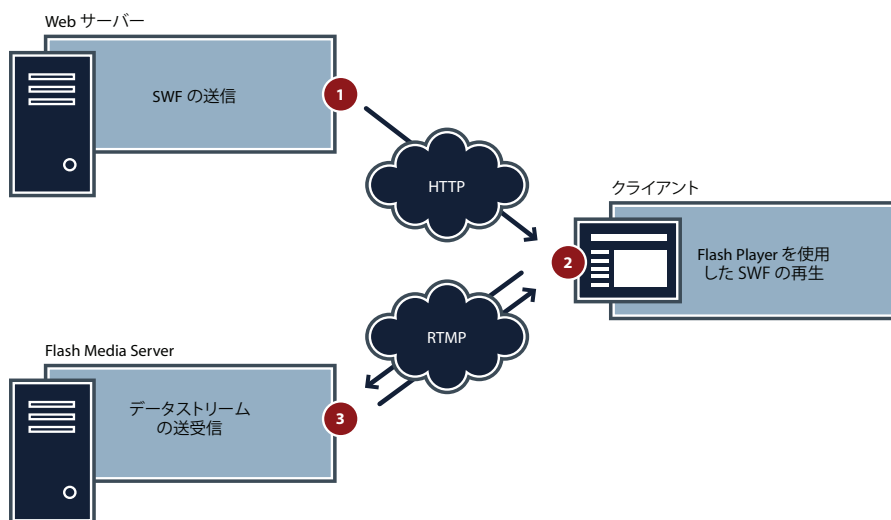 Web サーバー
SWF の送信
1
HTTP
クライアント
2
Flash Player を使用
した SWF の再生
RTMP
Flash Media Server
データストリーム
の送受信
3